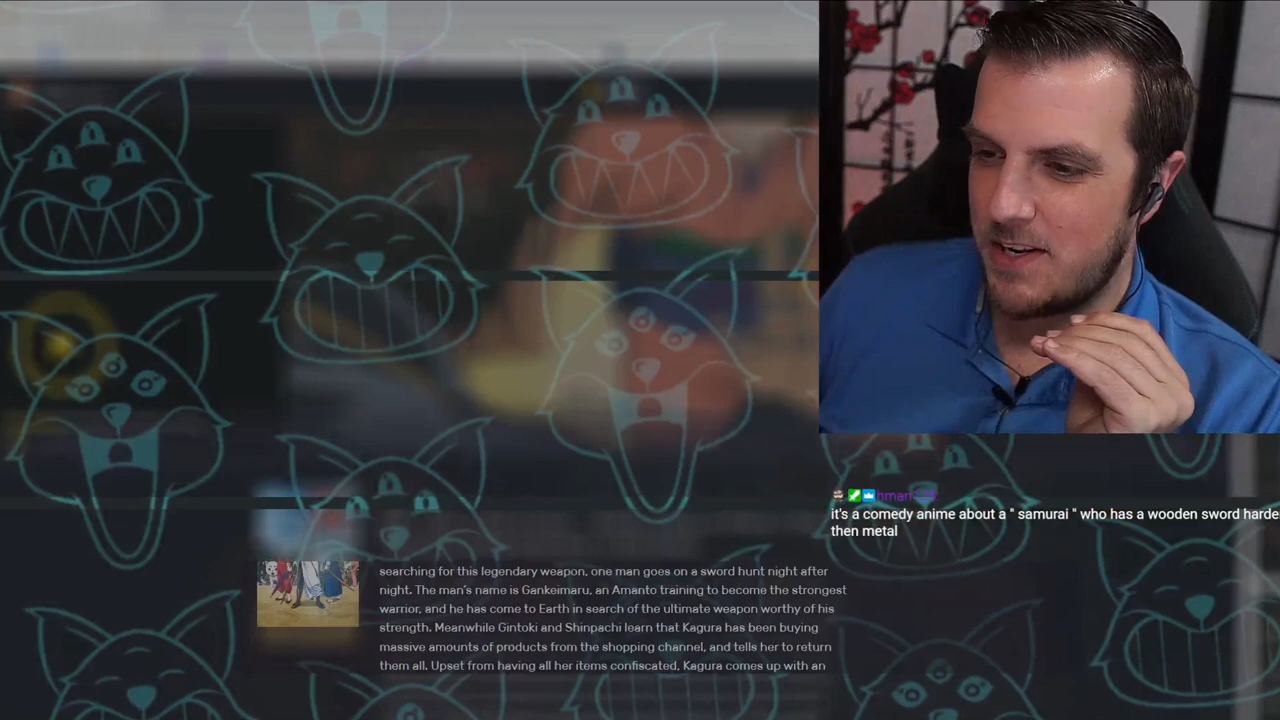 it's a comedy anime about a " samurai " who has a wooden sword harde
then metal
searching for this legendary weapon, one man goes on a sword hunt night after
night. The man's name is Gankeimaru, an Amanto training to become the strongest
warrior, and he has come to Earth in search of the ultimate weapon worthy of his
strength. Meanwhile Gintoki and Shinpachi learn that Kagura has been buying
massive amounts of products from the shopping channel, and tells her to return
them all. Upset from having all her items confiscated, Kagura comes up with an